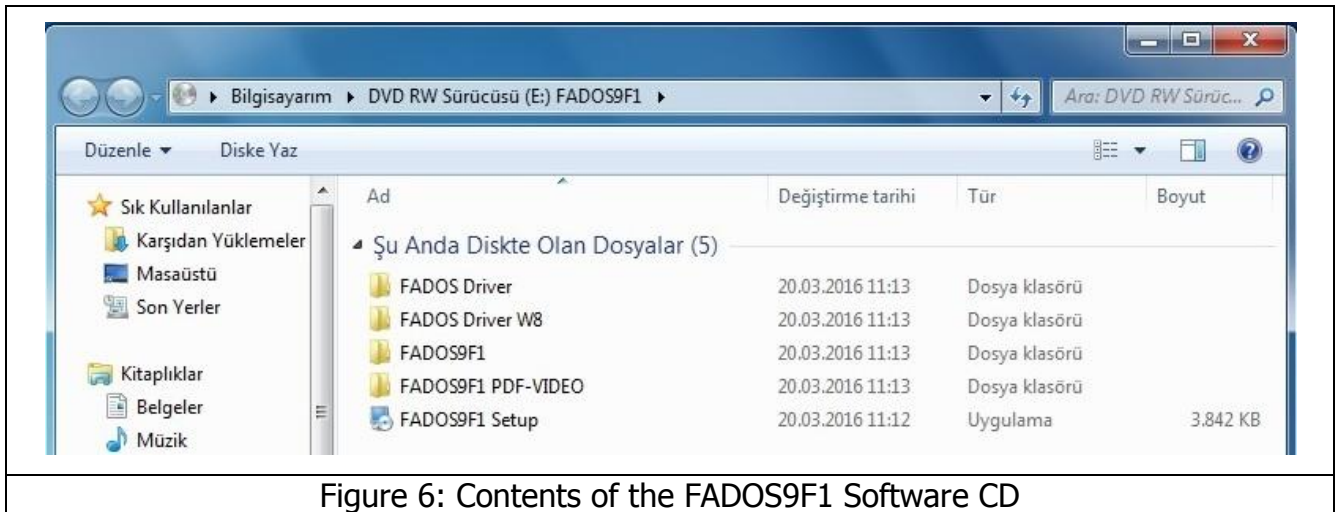 Bilgisayarım ▸ DVD RW Sürücüsü (E:) FADOS9F1 ▸
Ara: DVD RW Sürüc...
Düzenle Diske Yaz
Sık Kullanılanlar
Karşıdan Yüklemeler
Masaüstü
Son Yerler
Kitaplıklar
Belgeler
Müzik
Ad Değiştirme tarihi Tür Boyut
Şu Anda Diskte Olan Dosyalar (5)
FADOS Driver 20.03.2016 11:13 Dosya klasörü
FADOS Driver W8 20.03.2016 11:13 Dosya klasörü
FADOS9F1 20.03.2016 11:13 Dosya klasörü
FADOS9F1 PDF-VIDEO 20.03.2016 11:13 Dosya klasörü
FADOS9F1 Setup 20.03.2016 11:12 Uygulama 3.842 KB
Figure 6: Contents of the FADOS9F1 Software CD